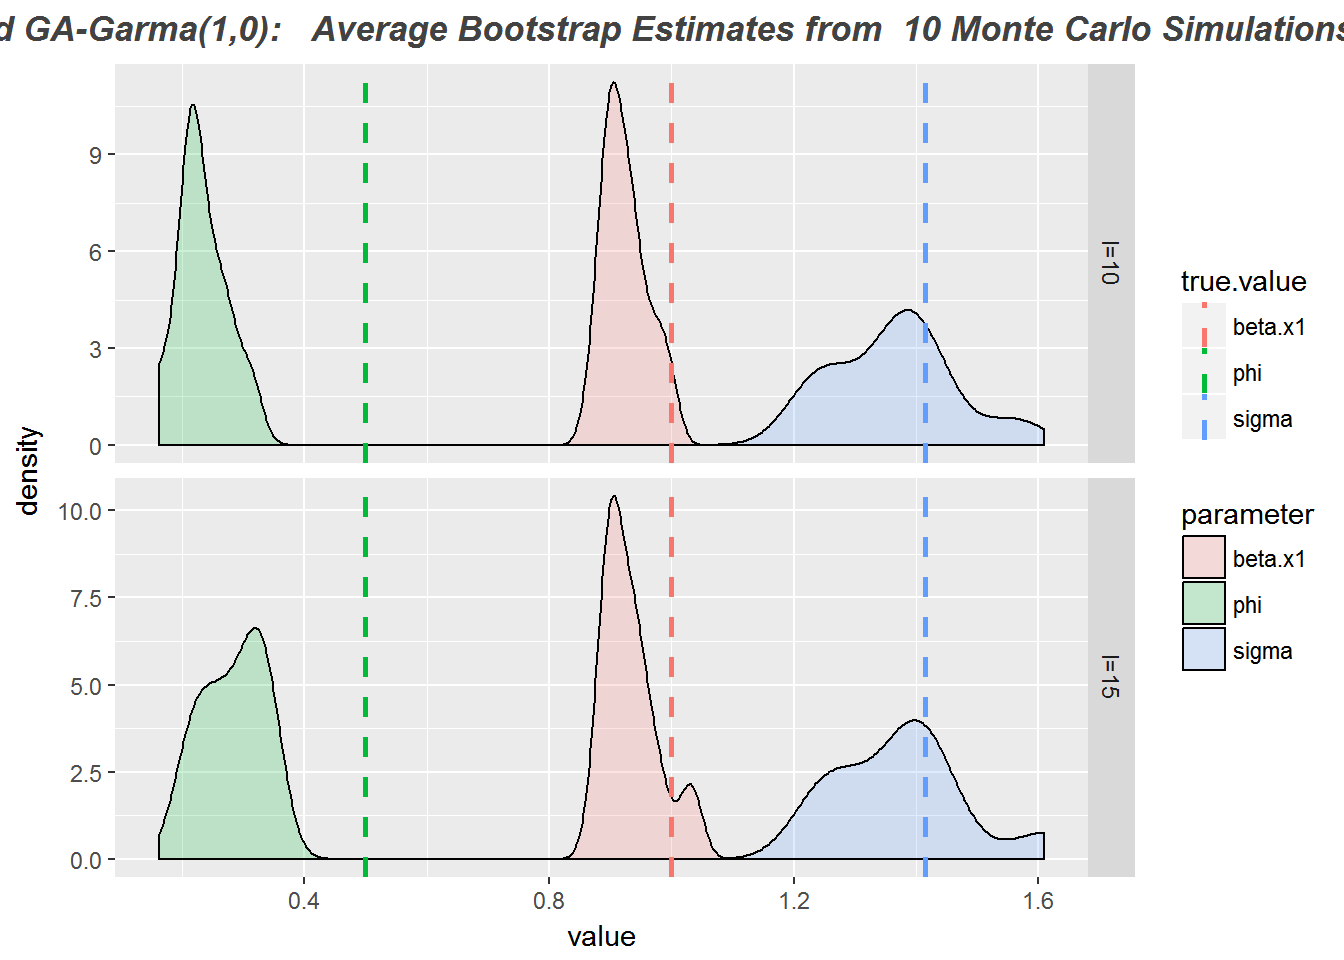 d GA-Garma(1,0):   Average Bootstrap Estimates from  10 Monte Carlo Simulations
density
9
6
3
0
l=10
10.0
7.5
5.0
2.5
0.0
l=15
0.4
0.8
1.2
1.6
value
true.value
beta.x1
phi
sigma
parameter
beta.x1
phi
sigma